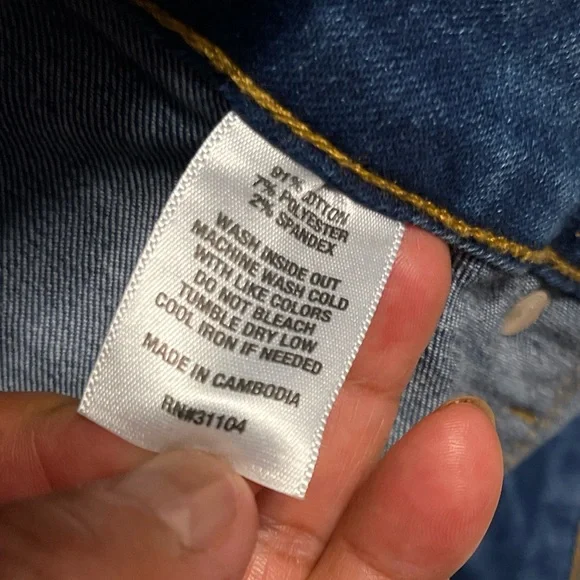 91% COTTON
7% POLYESTER
2% SPANDEX
WASH INSIDE OUT
MACHINE WASH COLD
WITH LIKE COLORS
DO NOT BLEACH
TUMBLE DRY LOW
COOL IRON IF NEEDED
MADE IN CAMBODIA
RN#31104